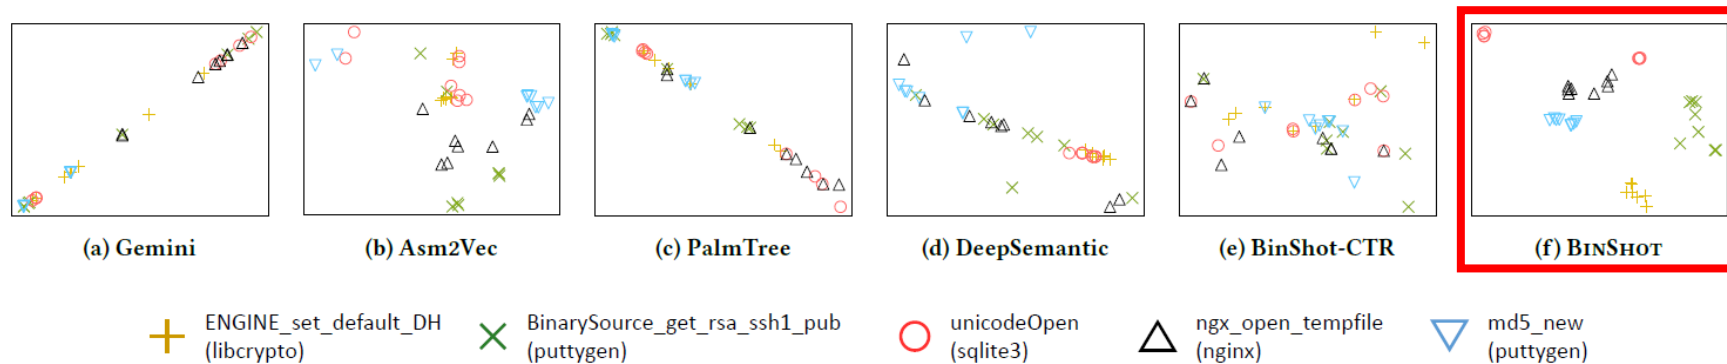 (a) Gemini
(b) Asm2Vec
(c) PalmTree
(d) DeepSemantic
(e) BinShot-CTR
(f) BINSHOT
ENGINE_set_default_DH
(libcrypto)
BinarySource_get_rsa_ssh1_pub
(puttygen)
unicodeOpen
(sqlite3)
ngx_open_tempfile
(nginx)
md5_new
(puttygen)